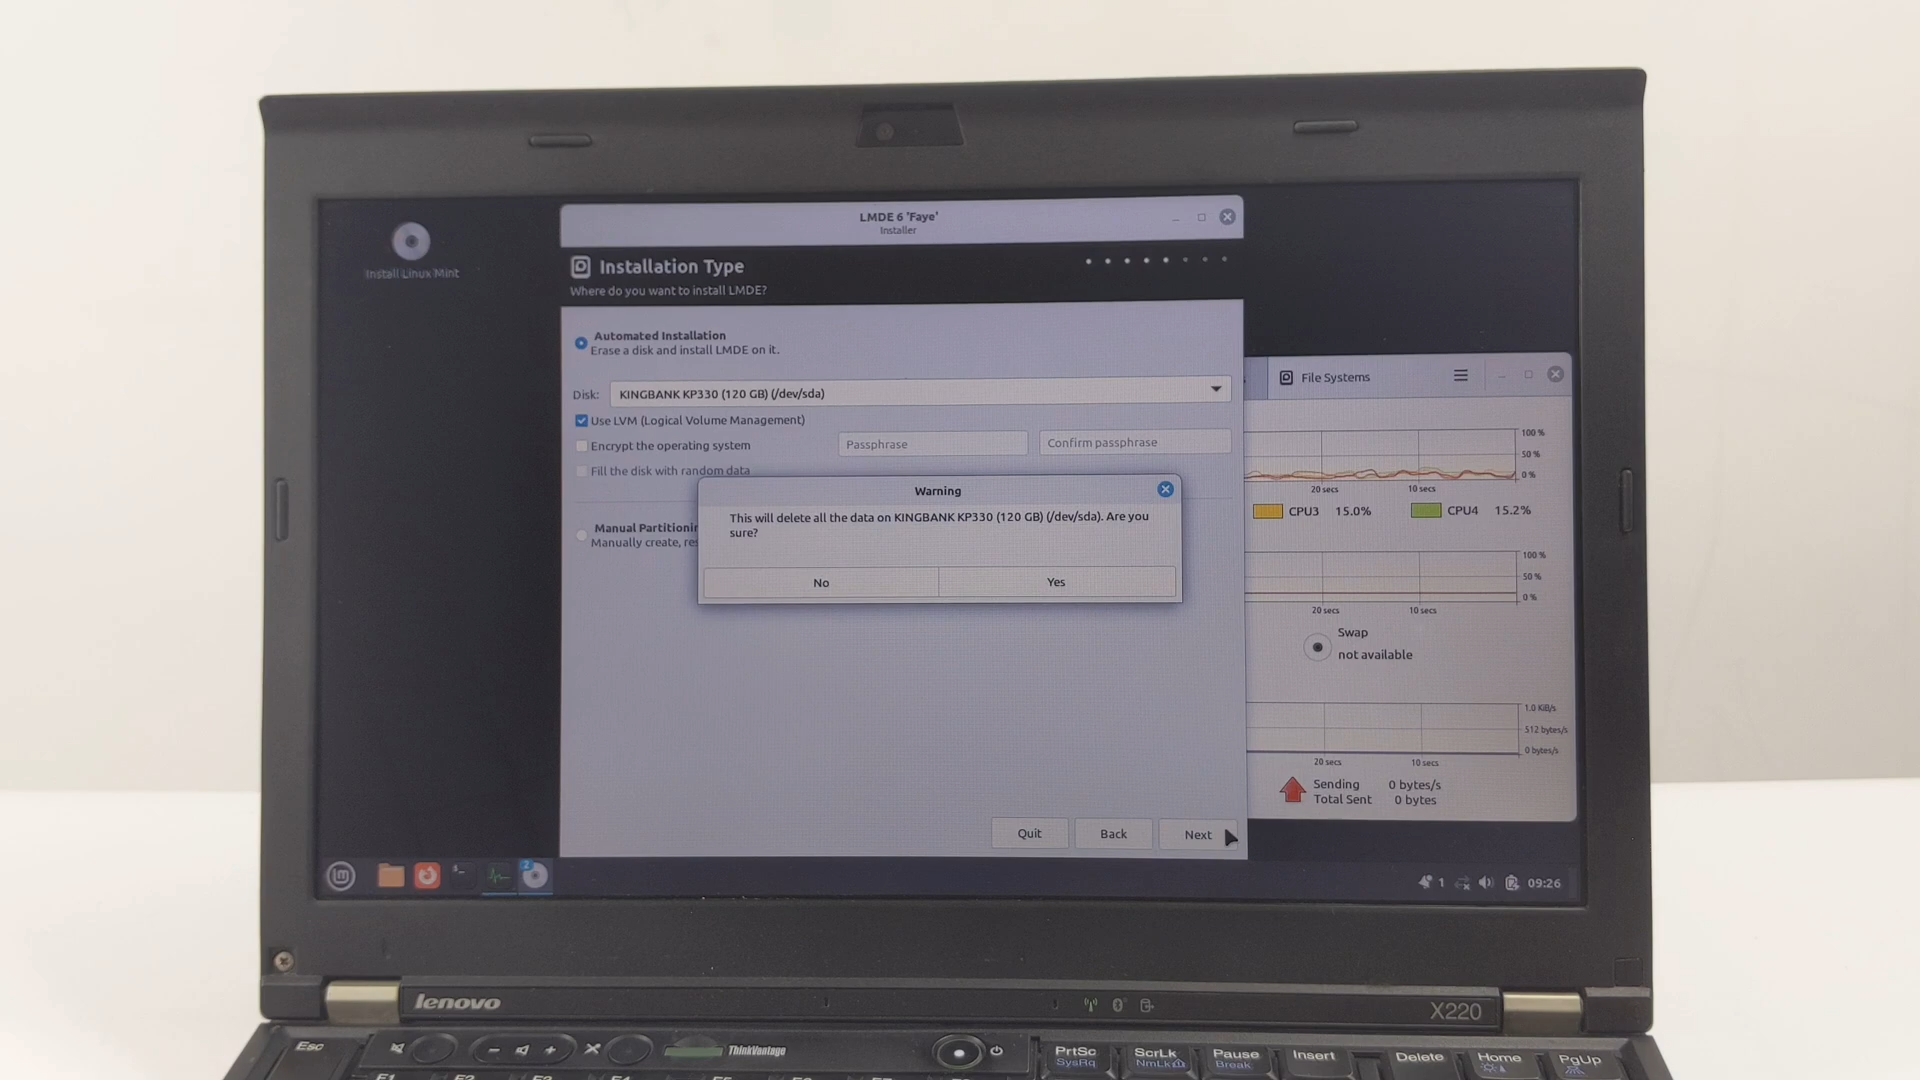 LMDE 6 'Faye'
Installer
Install Linux Mint
Installation Type
Where do you want to install LMDE?
Automated Installation
Erase a disk and install LMDE on it.
Disk: KINGBANK KP330 (120 GB) (/dev/sda)
Use LVM (Logical Volume Management)
Encrypt the operating system Passphrase Confirm passphrase
Fill the disk with random data
Manual Partitionin
Manually create, res
Warning
This will delete all the data on KINGBANK KP330 (120 GB) (/dev/sda). Are you
sure?
No Yes
Quit Back Next
File Systems
100 %
50 %
0 %
20 secs 10 secs
CPU3 15.0% CPU4 15.2%
100 %
50 %
0 %
20 secs 10 secs
Swap
not available
1.0 KiB/s
512 bytes/s
0 bytes/s
20 secs 10 secs
Sending 0 bytes/s
Total Sent 0 bytes
2
1 09:26
lenovo X220
Esc ThinkVantage PrtSc ScrLk Pause Insert Delete Home PgUp
SysRq NmLk Break